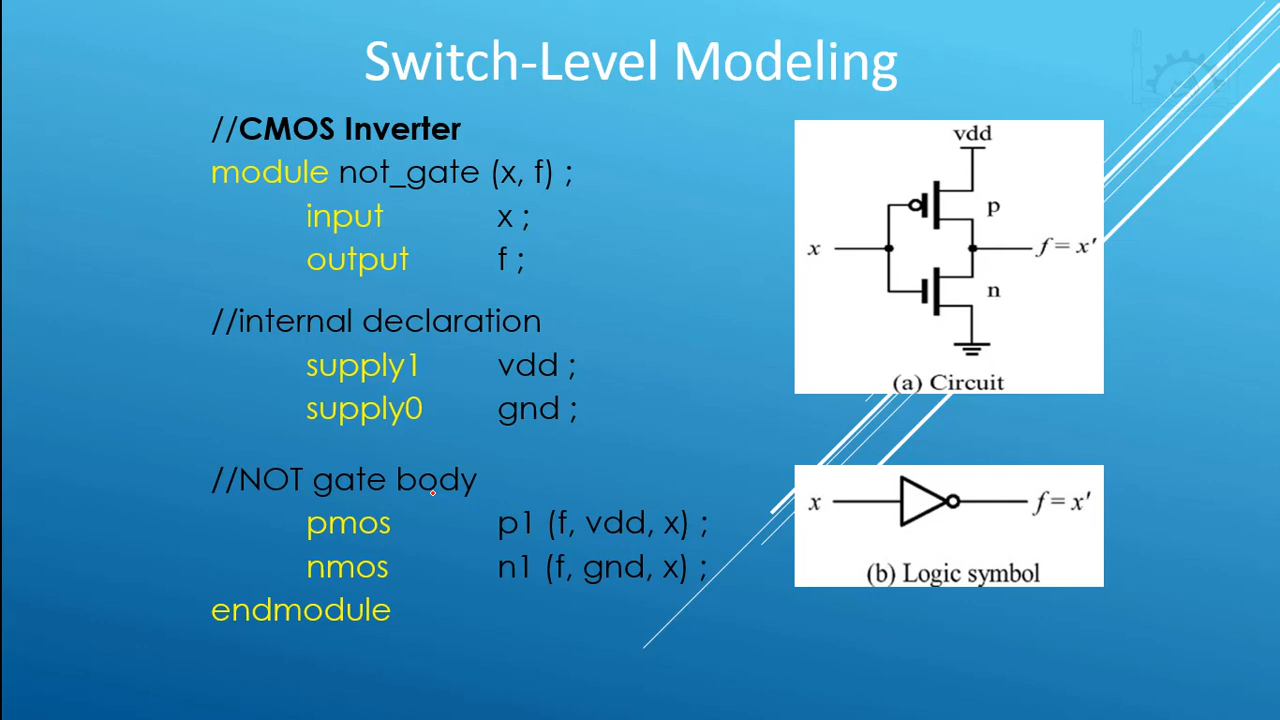 Switch-Level Modeling
//CMOS Inverter
module not_gate (x, f) ;
input x ;
output f ;
//internal declaration
supply1 vdd ;
supply0 gnd ;
//NOT gate body
pmos p1 (f, vdd, x) ;
nmos n1 (f, gnd, x) ;
endmodule
vdd
p
x
f = x'
n
(a) Circuit
x
f = x'
(b) Logic symbol